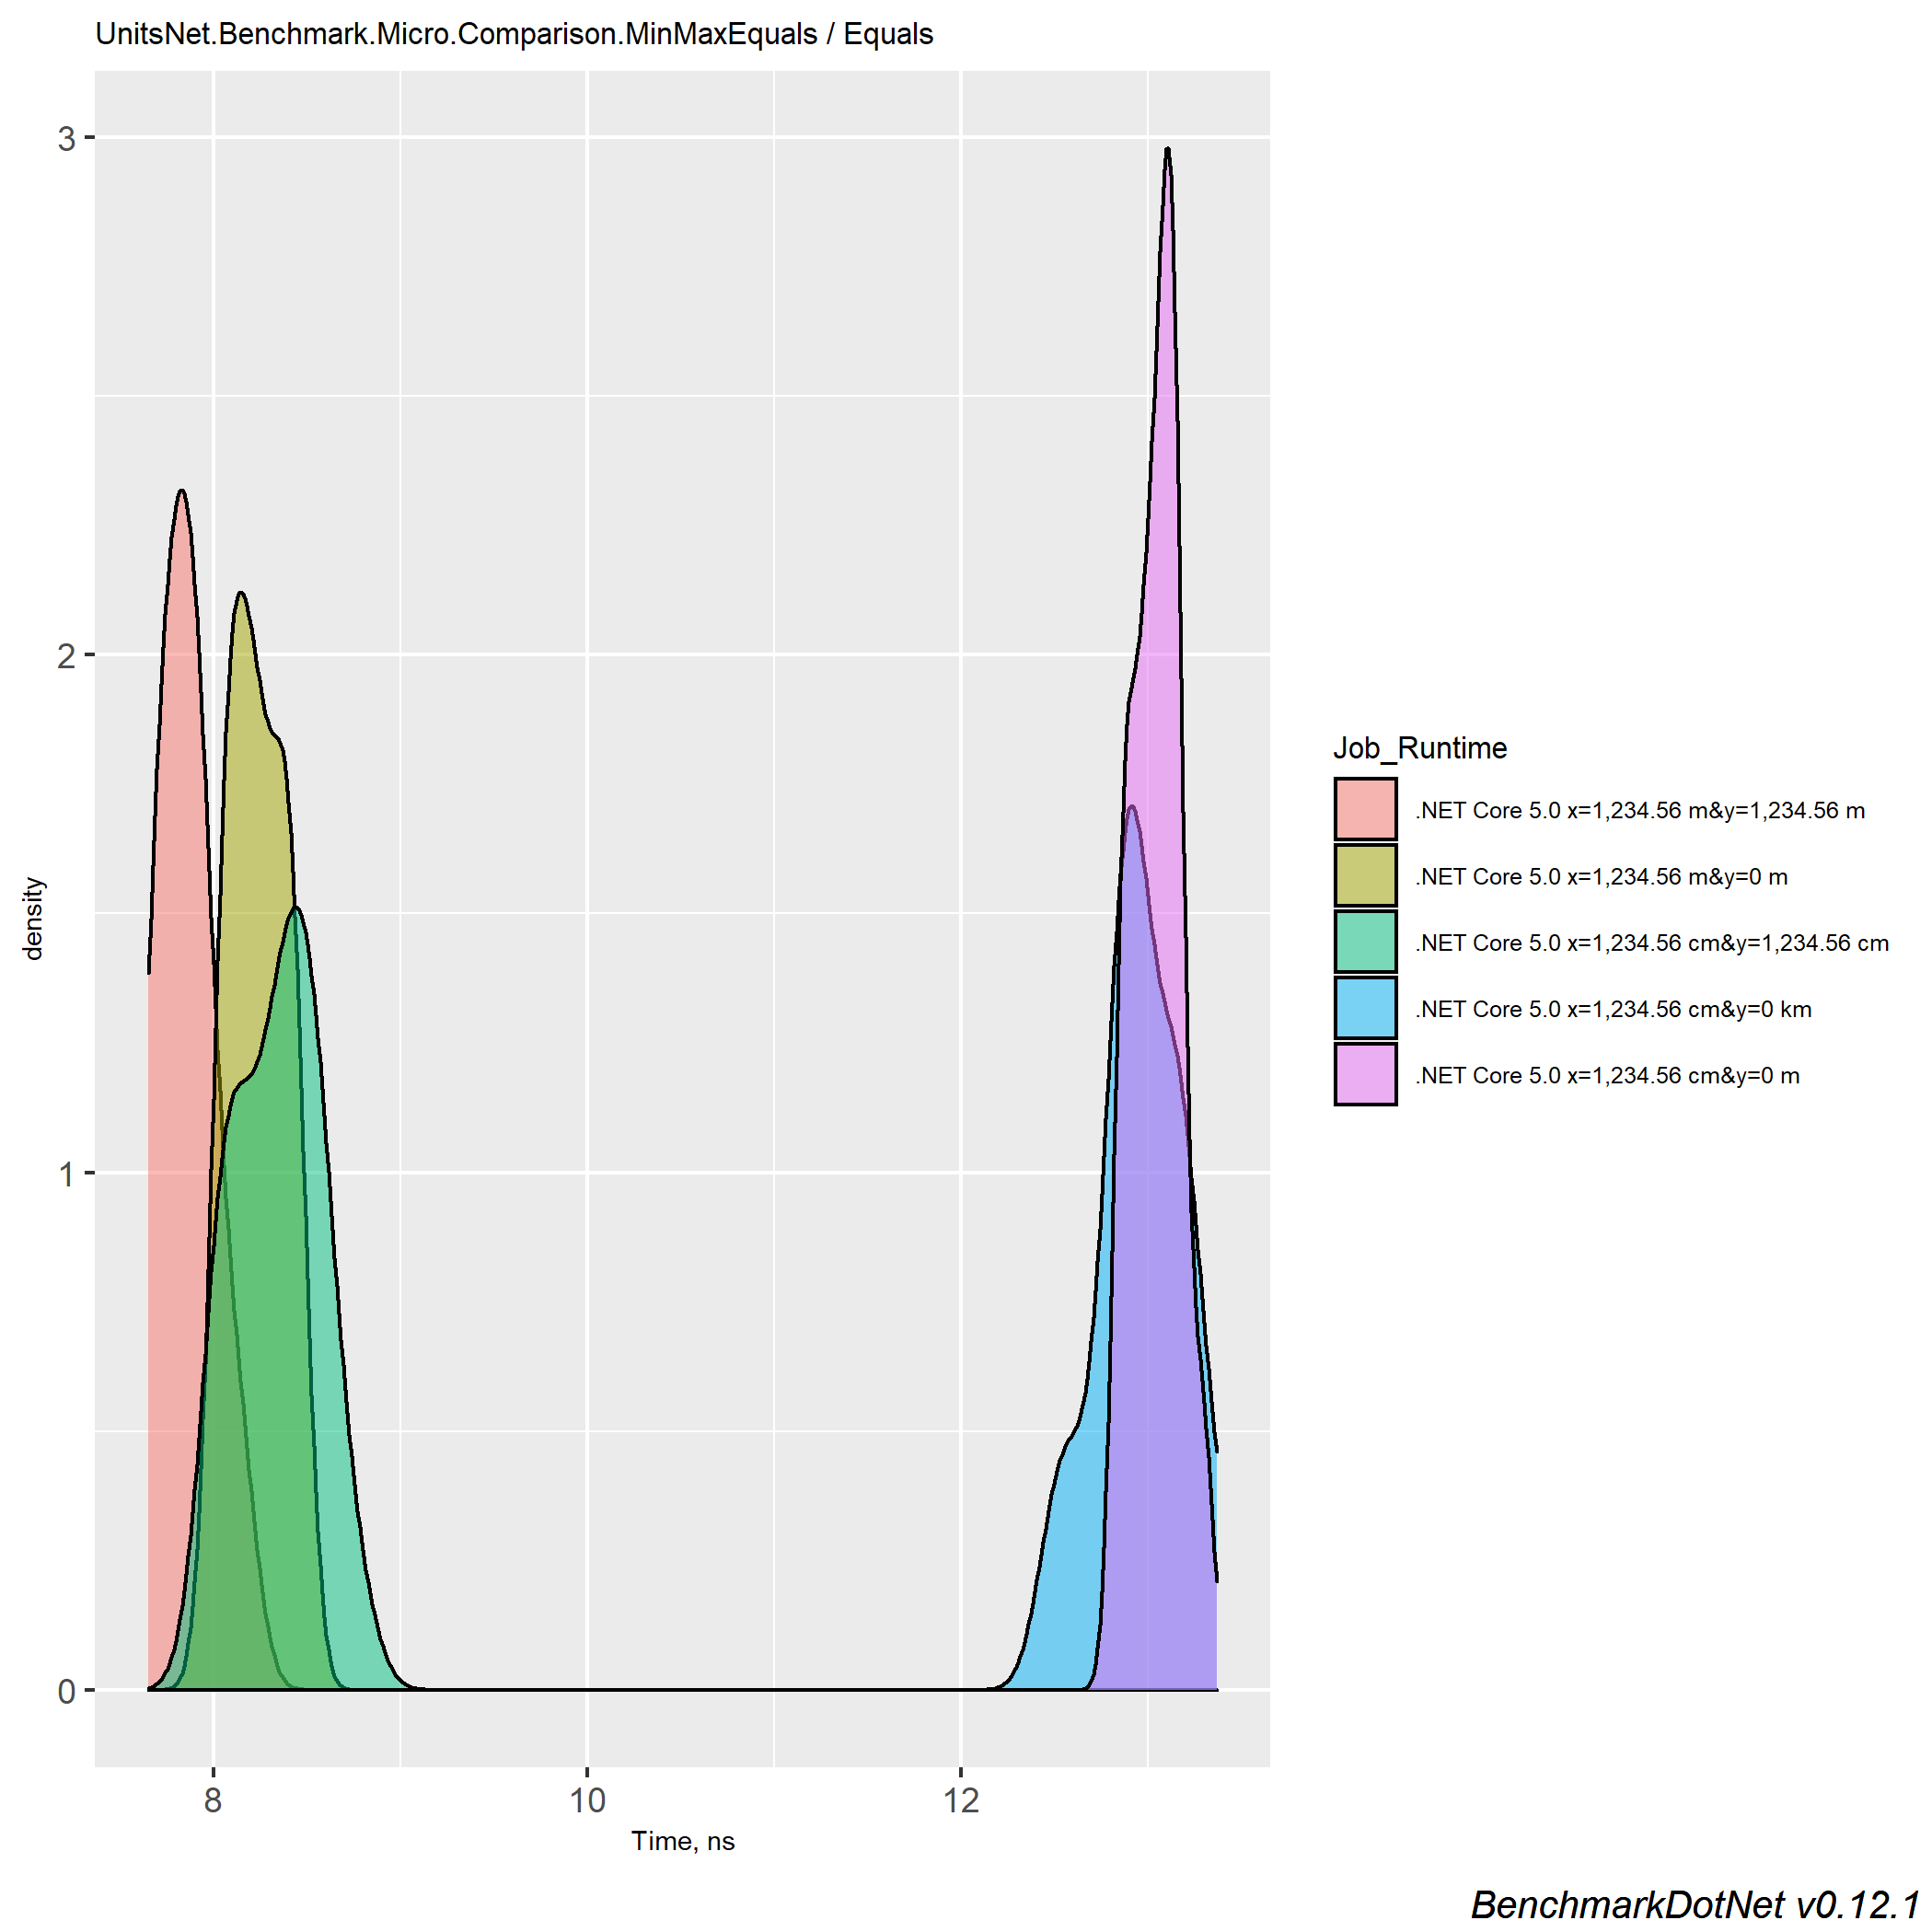 UnitsNet.Benchmark.Micro.Comparison.MinMaxEquals / Equals
3
2
1
0
density
8
10
12
Time, ns
Job_Runtime
.NET Core 5.0 x=1,234.56 m&y=1,234.56 m
.NET Core 5.0 x=1,234.56 m&y=0 m
.NET Core 5.0 x=1,234.56 cm&y=1,234.56 cm
.NET Core 5.0 x=1,234.56 cm&y=0 km
.NET Core 5.0 x=1,234.56 cm&y=0 m
BenchmarkDotNet v0.12.1